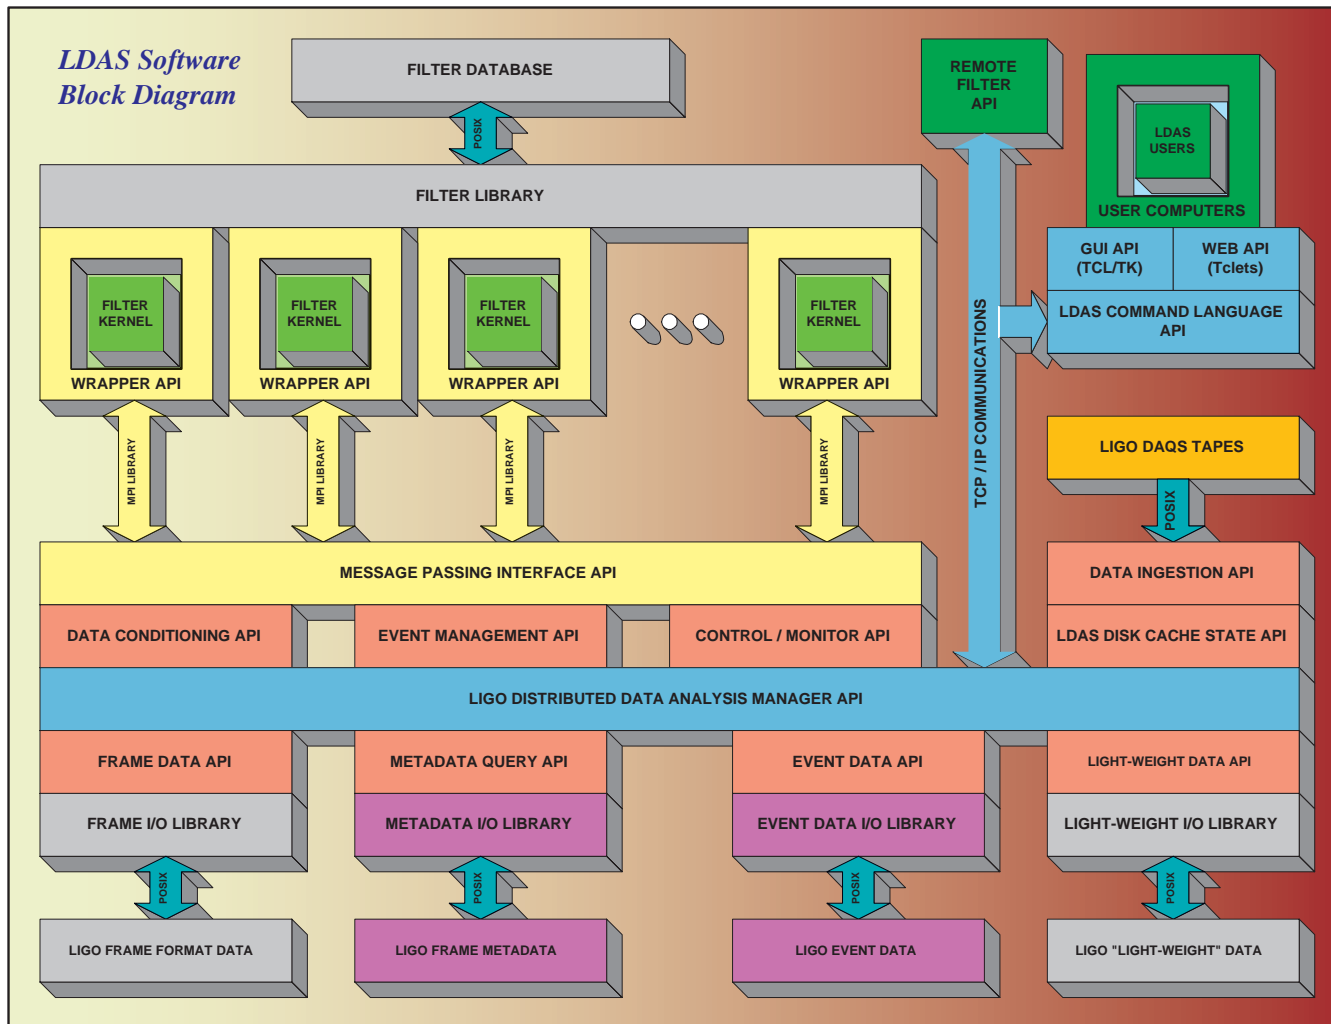 LDAS Software
Block Diagram
FILTER DATABASE
POSIX
REMOTE
FILTER
API
LDAS
USERS
USER COMPUTERS
FILTER LIBRARY
GUI API
(TCL/TK)
WEB API
(Tclets)
LDAS COMMAND LANGUAGE
API
FILTER
KERNEL
WRAPPER API
FILTER
KERNEL
WRAPPER API
FILTER
KERNEL
WRAPPER API
FILTER
KERNEL
WRAPPER API
MPI LIBRARY
MPI LIBRARY
MPI LIBRARY
MPI LIBRARY
TCP / IP COMMUNICATIONS
LIGO DAQS TAPES
POSIX
MESSAGE PASSING INTERFACE API
DATA INGESTION API
DATA CONDITIONING API
EVENT MANAGEMENT API
CONTROL / MONITOR API
LDAS DISK CACHE STATE API
LIGO DISTRIBUTED DATA ANALYSIS MANAGER API
FRAME DATA API
METADATA QUERY API
EVENT DATA API
LIGHT-WEIGHT DATA API
FRAME I/O LIBRARY
METADATA I/O LIBRARY
EVENT DATA I/O LIBRARY
LIGHT-WEIGHT I/O LIBRARY
POSIX
POSIX
POSIX
POSIX
LIGO FRAME FORMAT DATA
LIGO FRAME METADATA
LIGO EVENT DATA
LIGO "LIGHT-WEIGHT" DATA